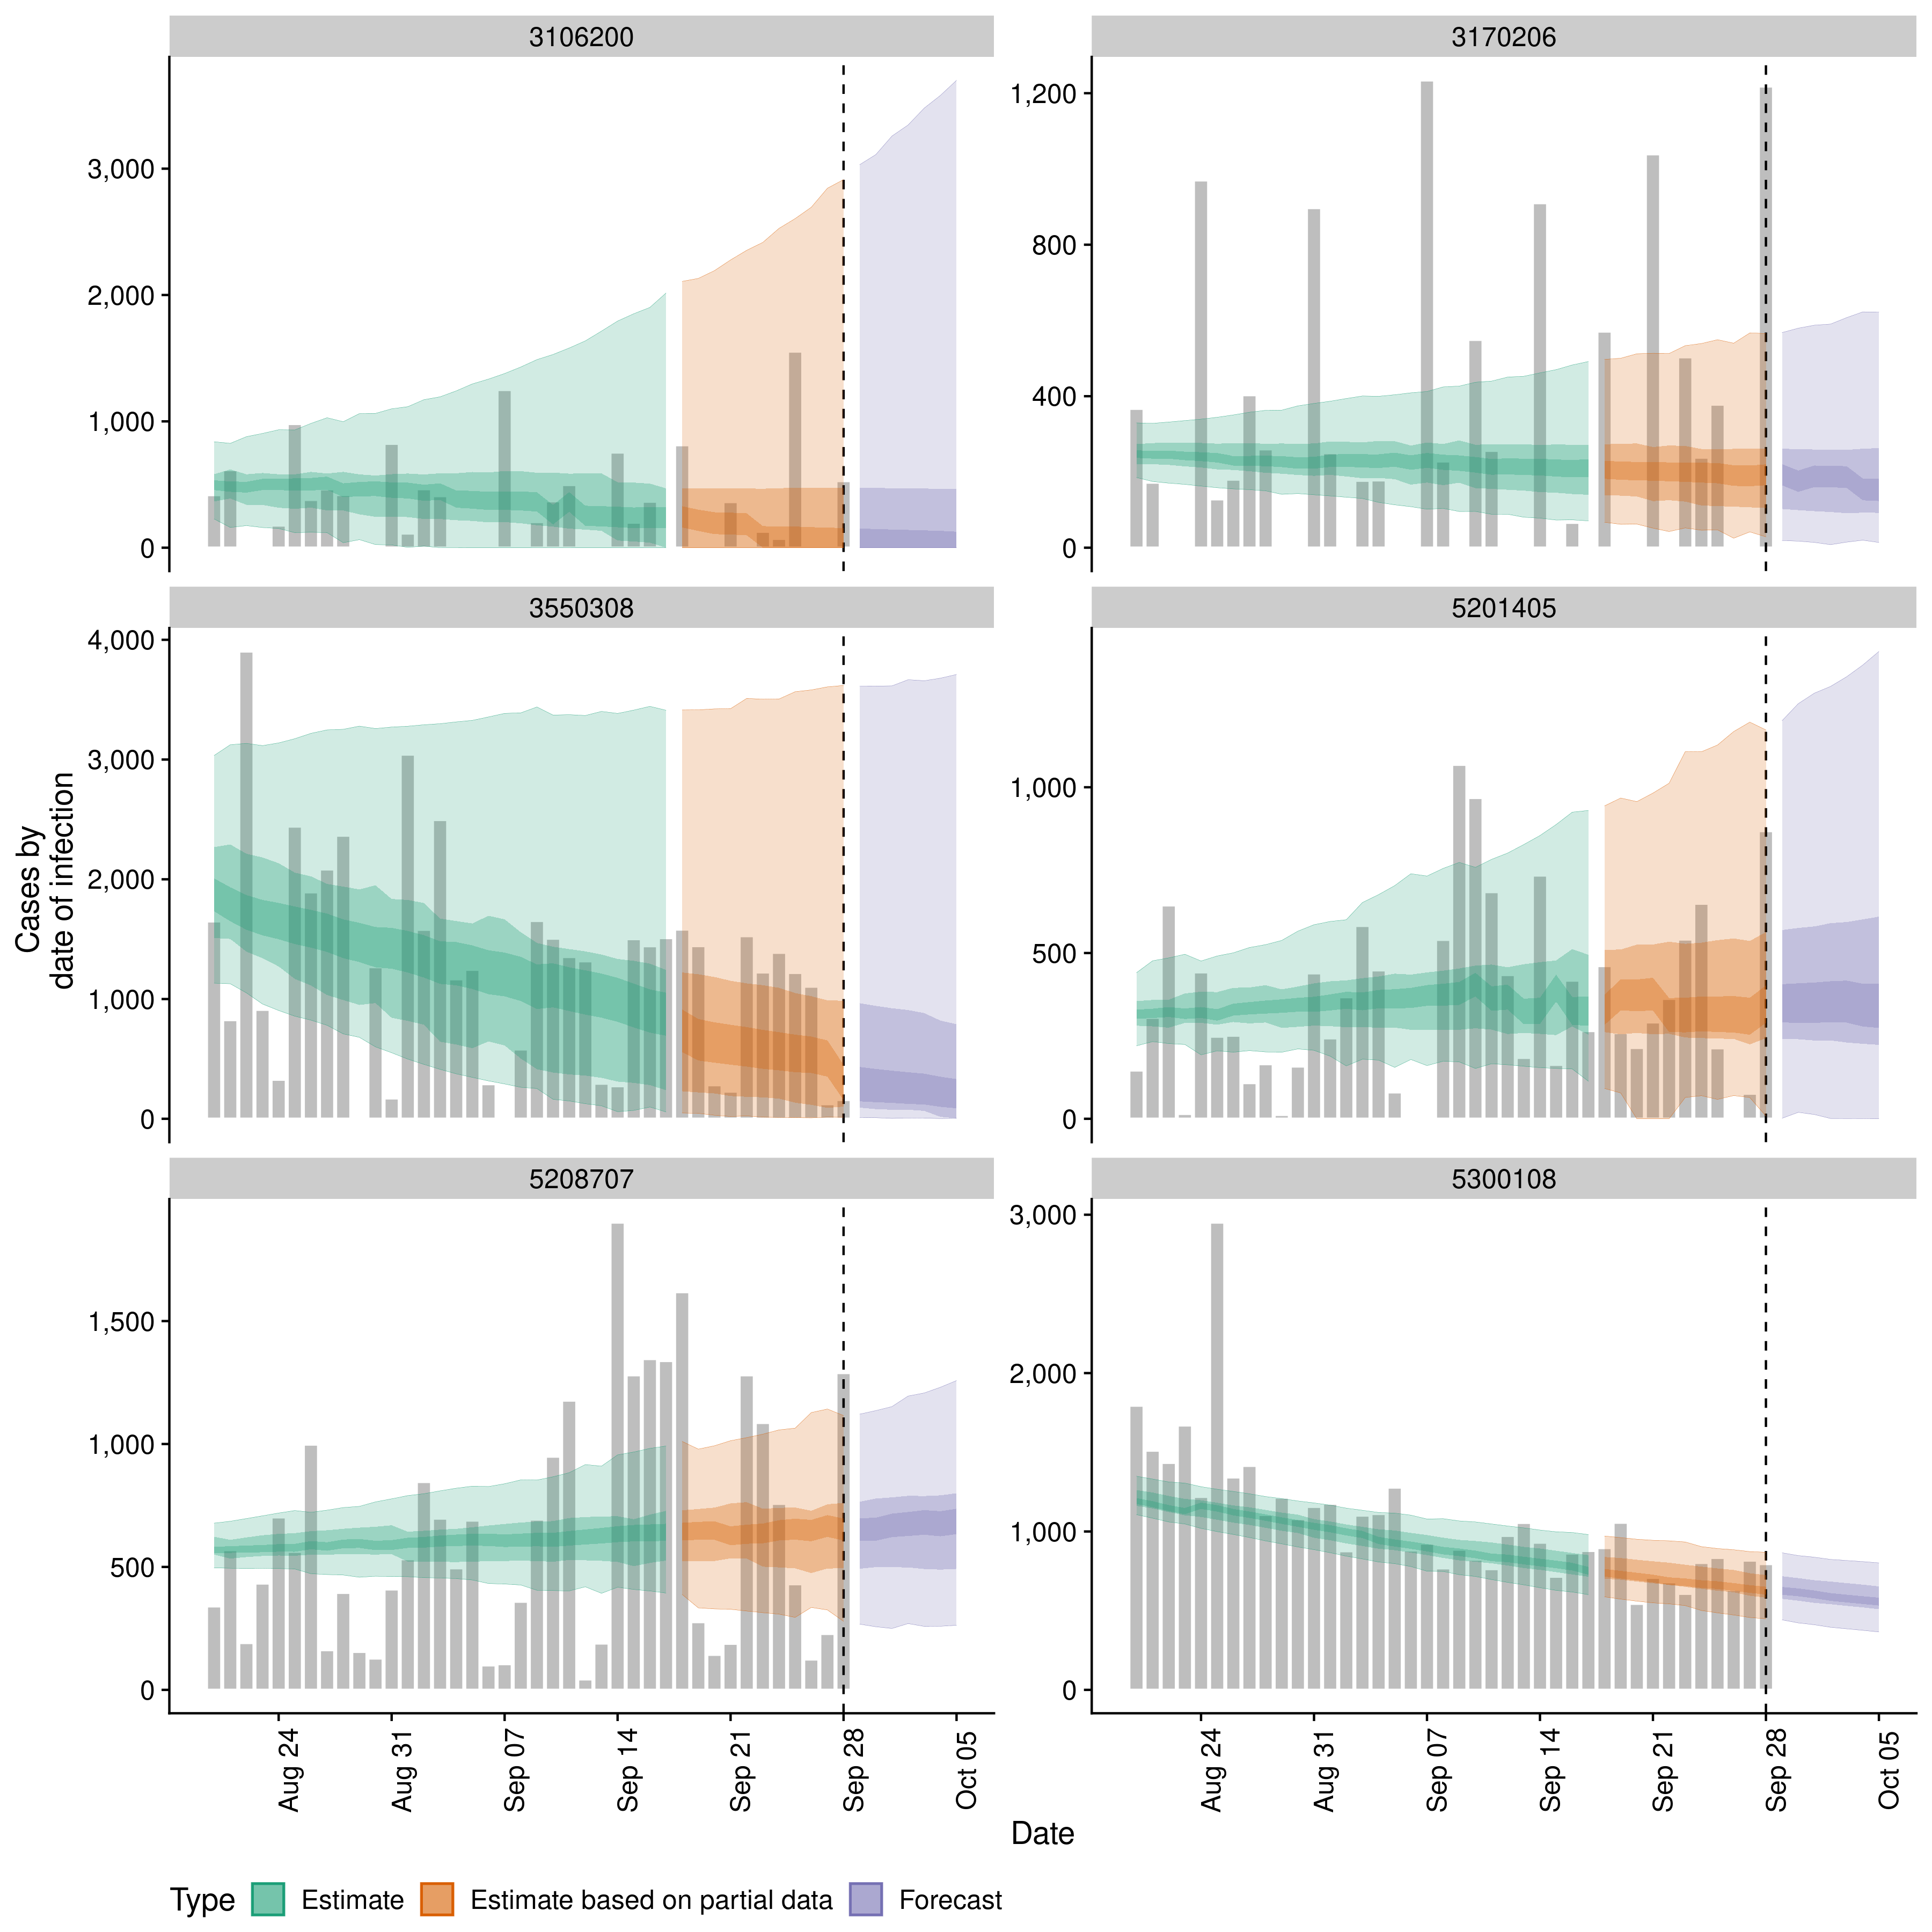 3106200
3170206
3,000
2,000
1,000
0
1,200
800
400
0
3550308
5201405
4,000
3,000
2,000
1,000
0
1,000
500
0
5208707
5300108
1,500
1,000
500
0
3,000
2,000
1,000
0
Cases by
date of infection
Aug 24
Aug 31
Sep 07
Sep 14
Sep 21
Sep 28
Oct 05
Aug 24
Aug 31
Sep 07
Sep 14
Sep 21
Sep 28
Oct 05
Date
Type Estimate Estimate based on partial data Forecast